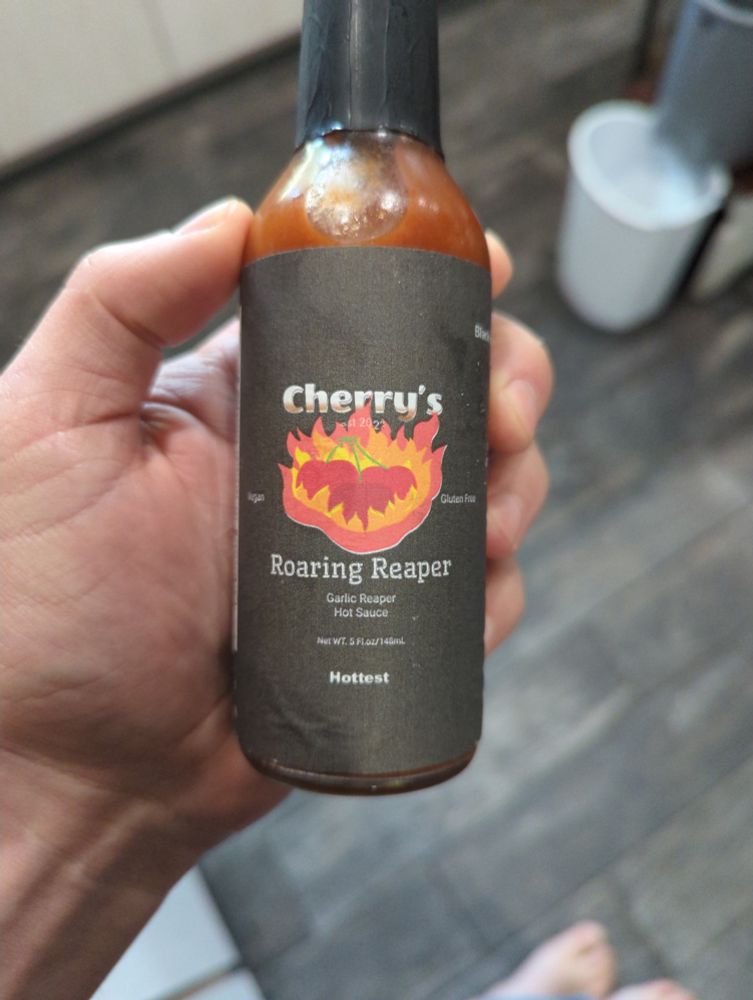 Cherry's
Vegan
Gluten Free
Roaring Reaper
Garlic Reaper
Hot Sauce
Net WT. 5 Fl.oz/148mL
Hottest